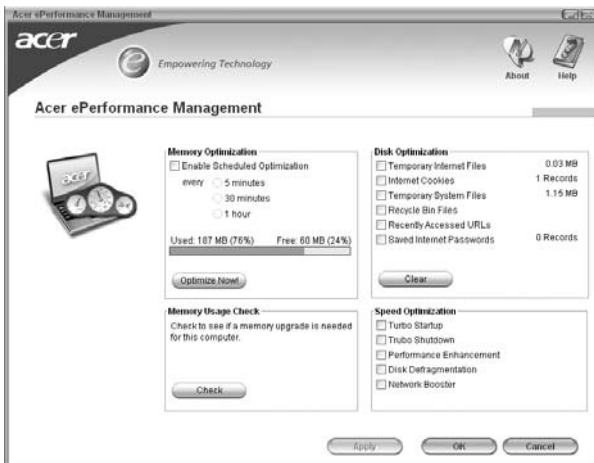 Acer ePerformance Management
acer
e
Empowering Technology
About
Help
Acer ePerformance Management
Memory Optimization
Enable Scheduled Optimization
every
5 minutes
30 minutes
1 hour
Used: 187 MB (76%) Free: 60 MB (24%)
Optimize Now!
Memory Usage Check
Check to see if a memory upgrade is needed
for this computer.
Check
Disk Optimization
Temporary Internet Files 0.03 MB
Internet Cookies 1 Records
Temporary System Files 1.15 MB
Recycle Bin Files
Recently Accessed URLs
Saved Internet Passwords 0 Records
Clear
Speed Optimization
Turbo Startup
Trubo Shutdown
Performance Enhancement
Disk Defragmentation
Network Booster
Apply
OK
Cancel